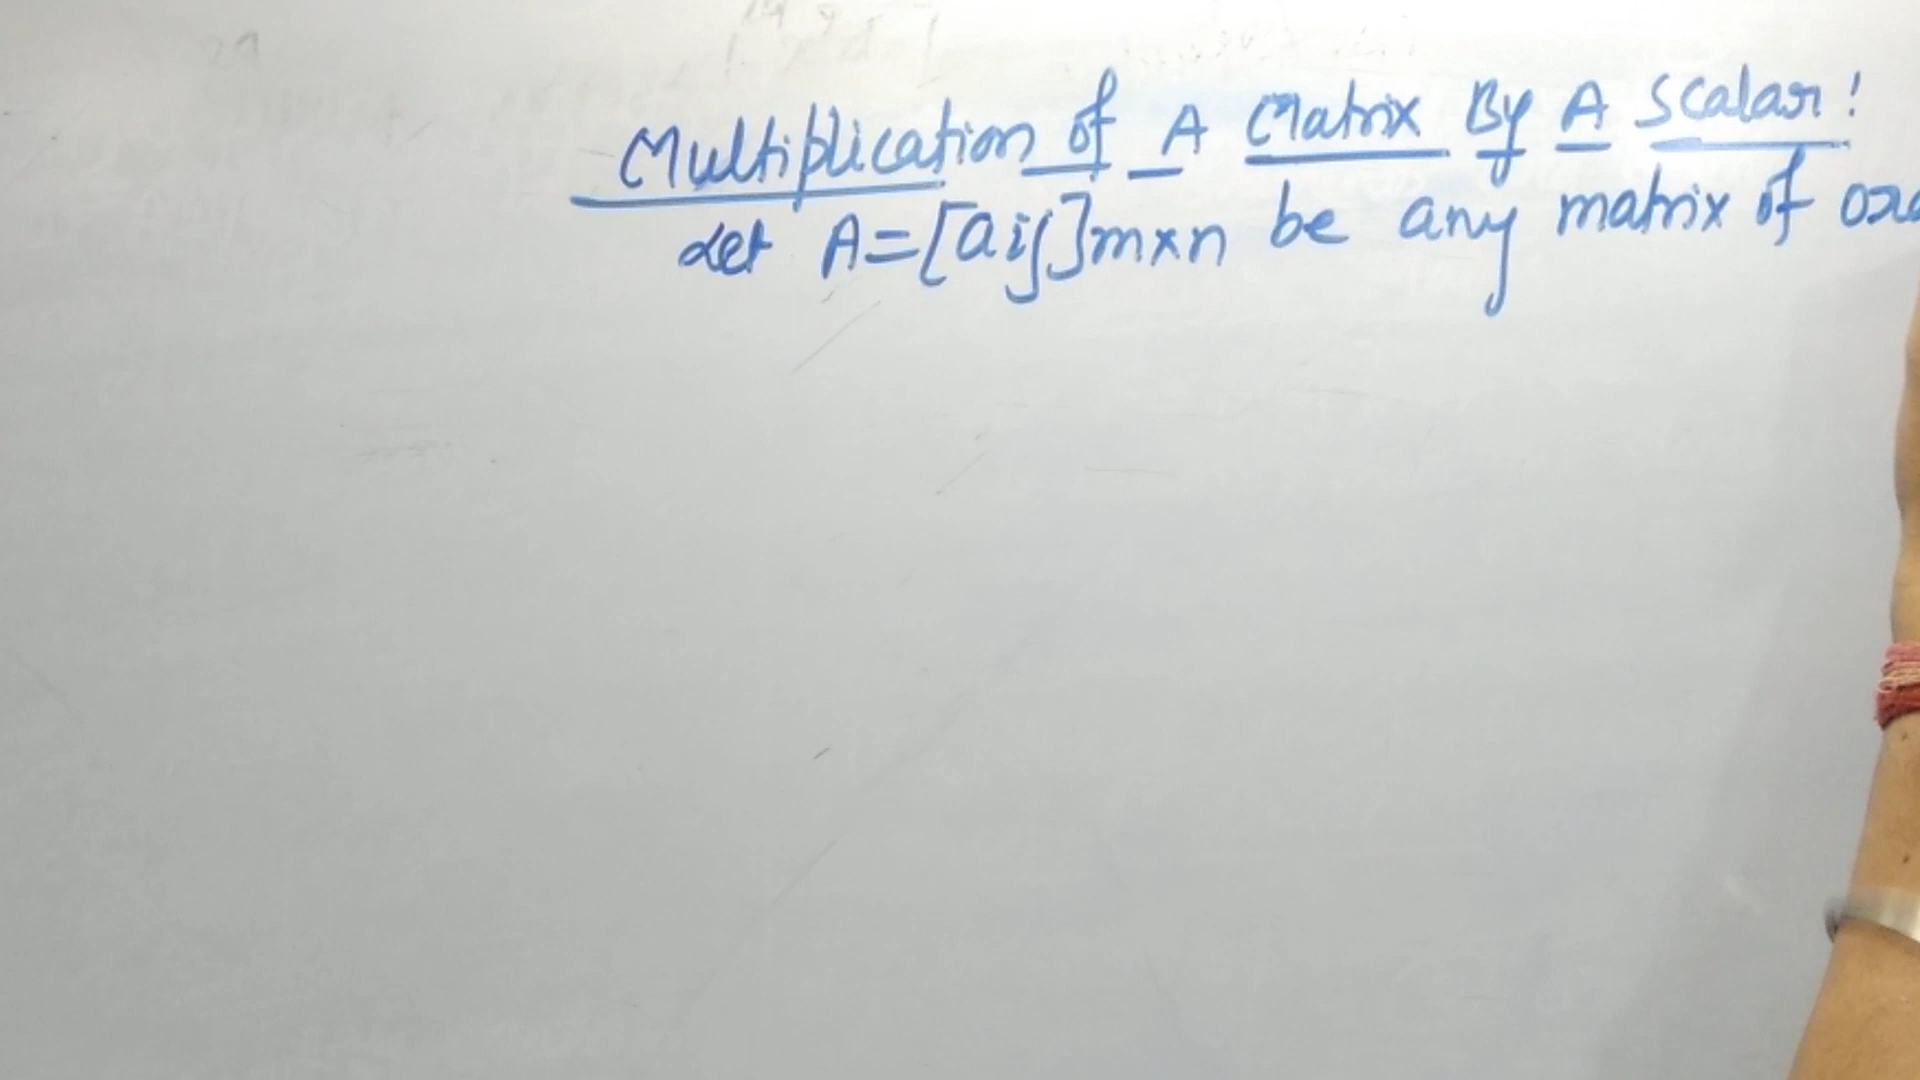 Multiplication of A Matrix By A Scalar:
Let A=[aij]m×n be any matrix of